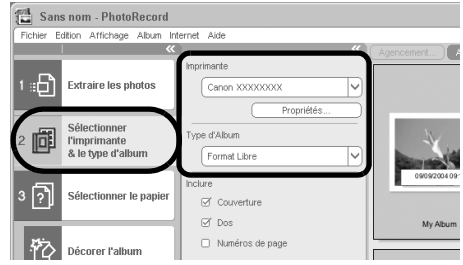 Sans nom - PhotoRecord
Fichier Edition Affichage Album Internet Aide
1 Extraire les photos
2 Sélectionner
l'imprimante
& le type d'album
3 Sélectionner le papier
Décorer l'album
Imprimante
Canon XXXXXXXX
Propriétés...
Type d'Album
Format Libre
Inclure
Couverture
Dos
Numéros de page
Agencement...
09/09/2004 09:
My Album